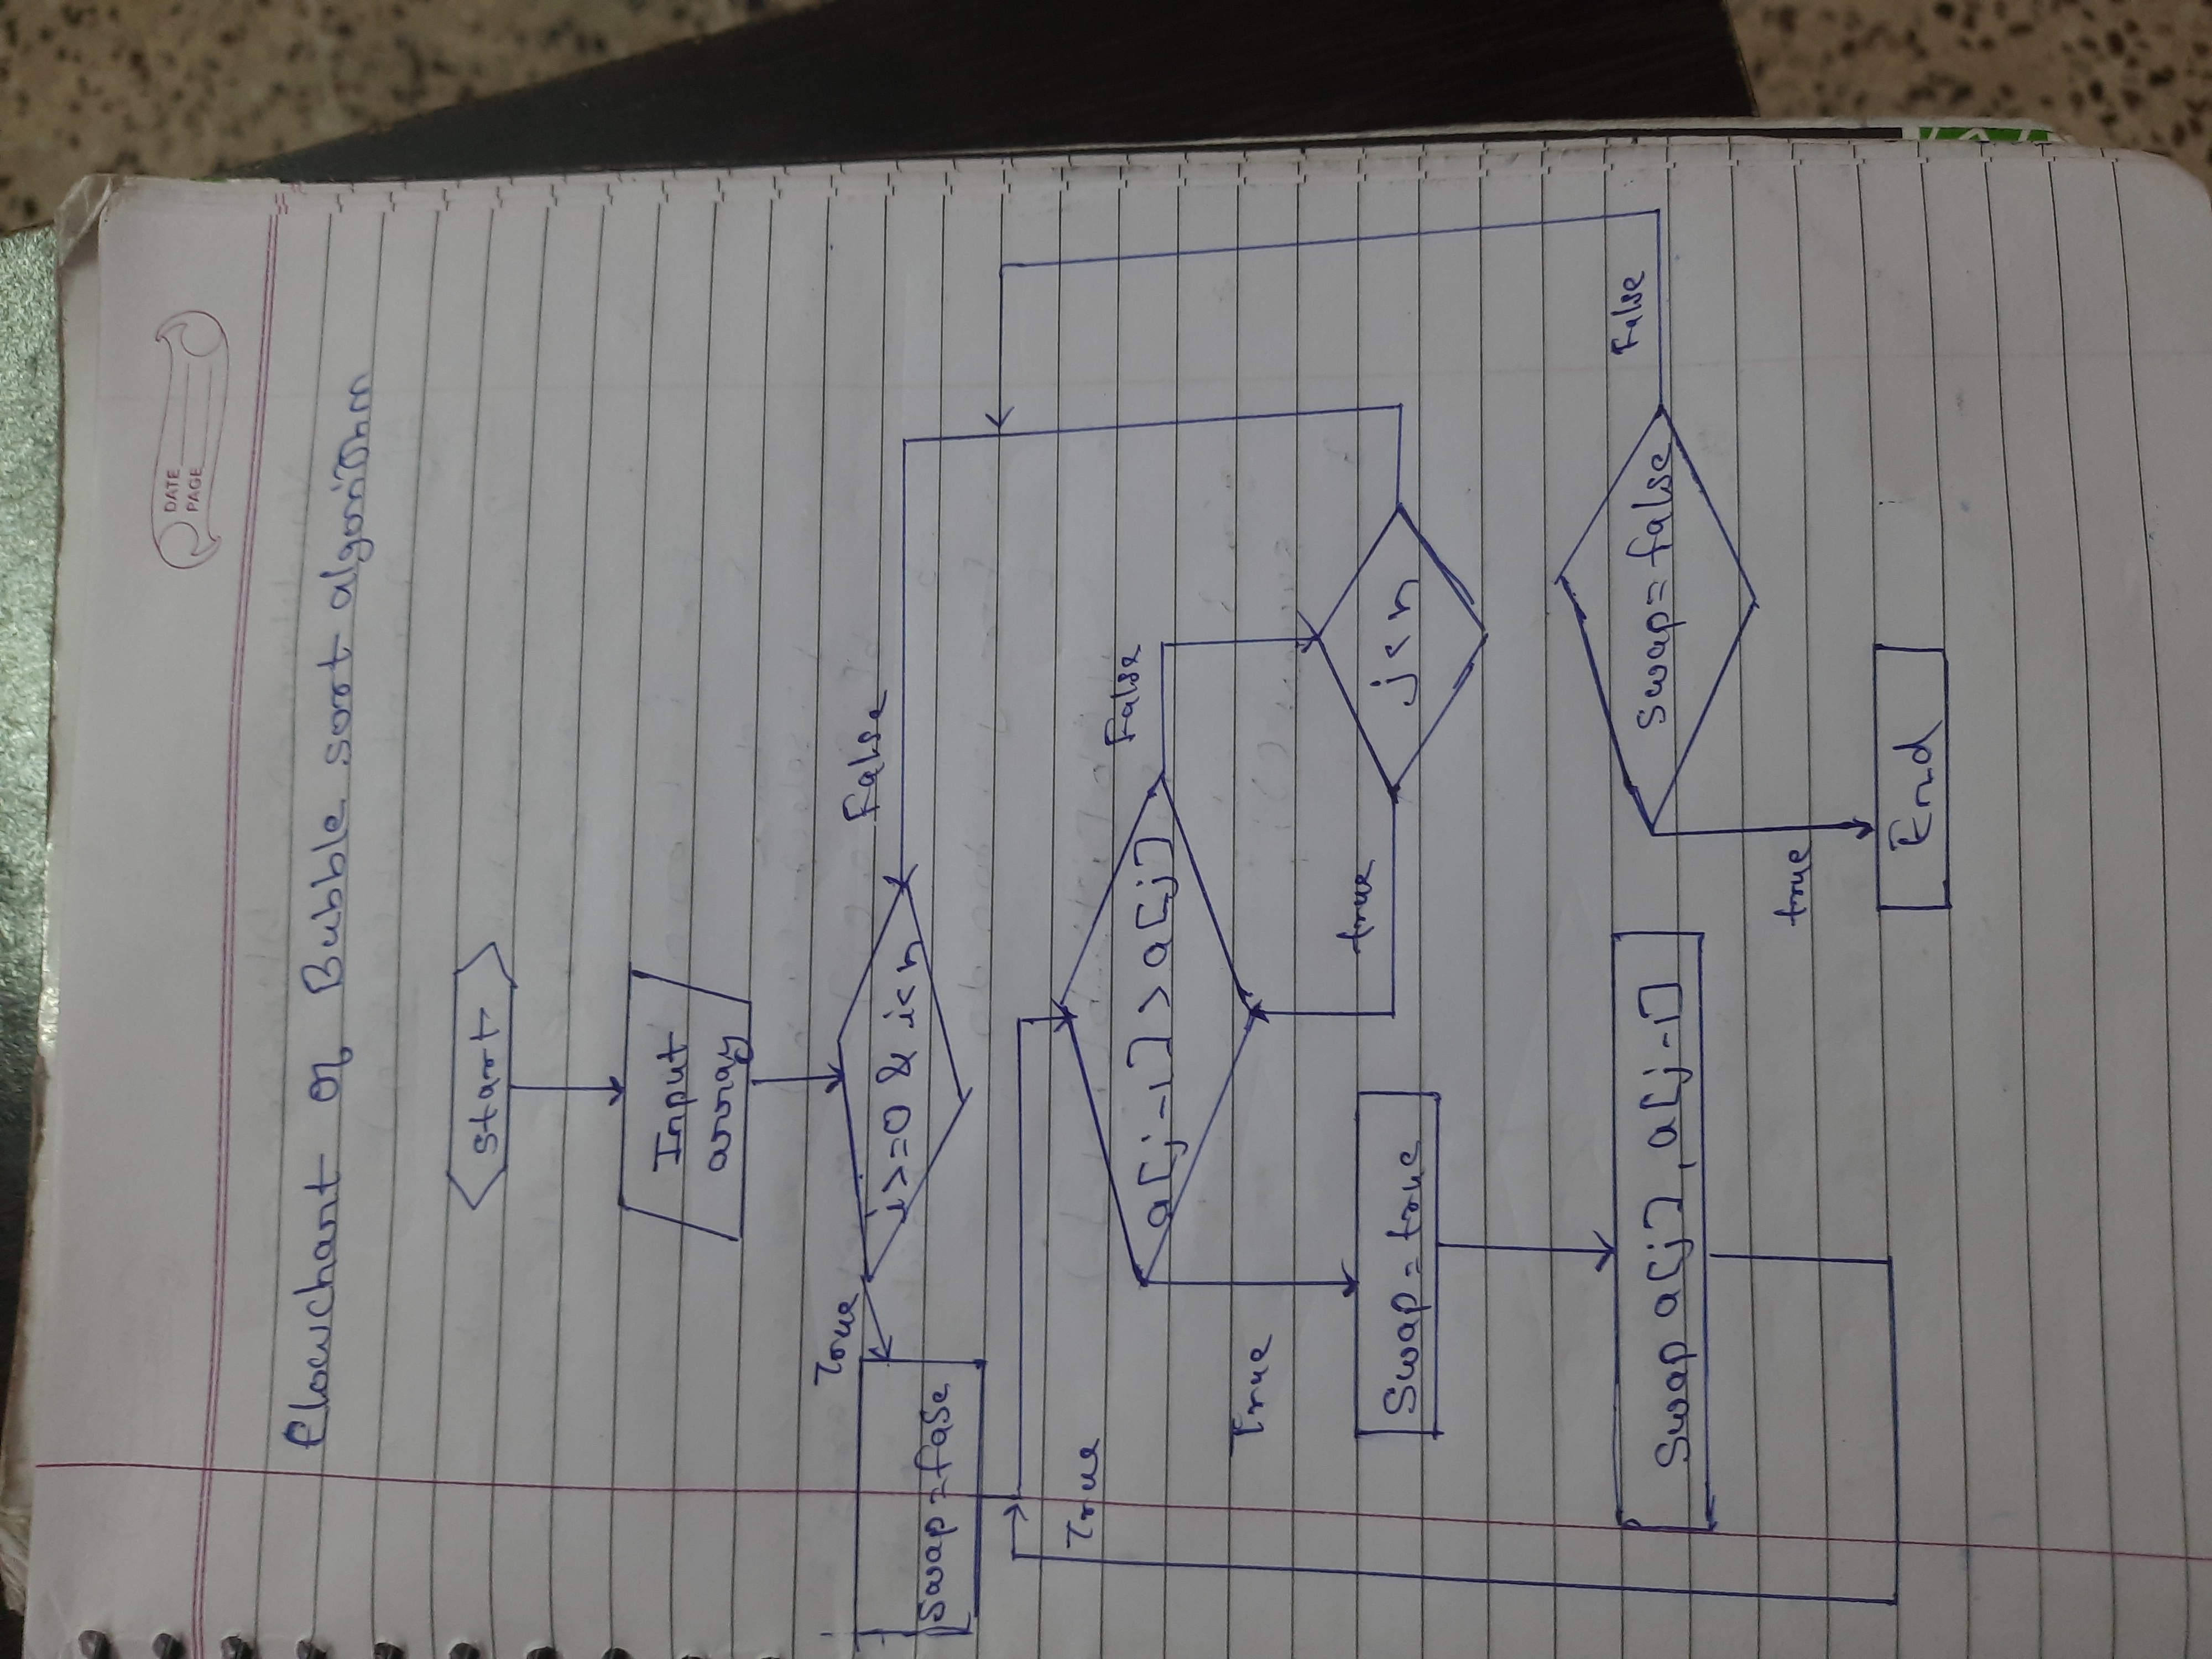 DATE
PAGE
Flowchart of Bubble sort algorithm
start
Input
array
True
False
i>=0 & i<n
Swap = fase
True
False
a[j-1] > a[j]
True
true
j<n
Swap = true
False
Swap a[j], a[j-1]
swap = false
true
End